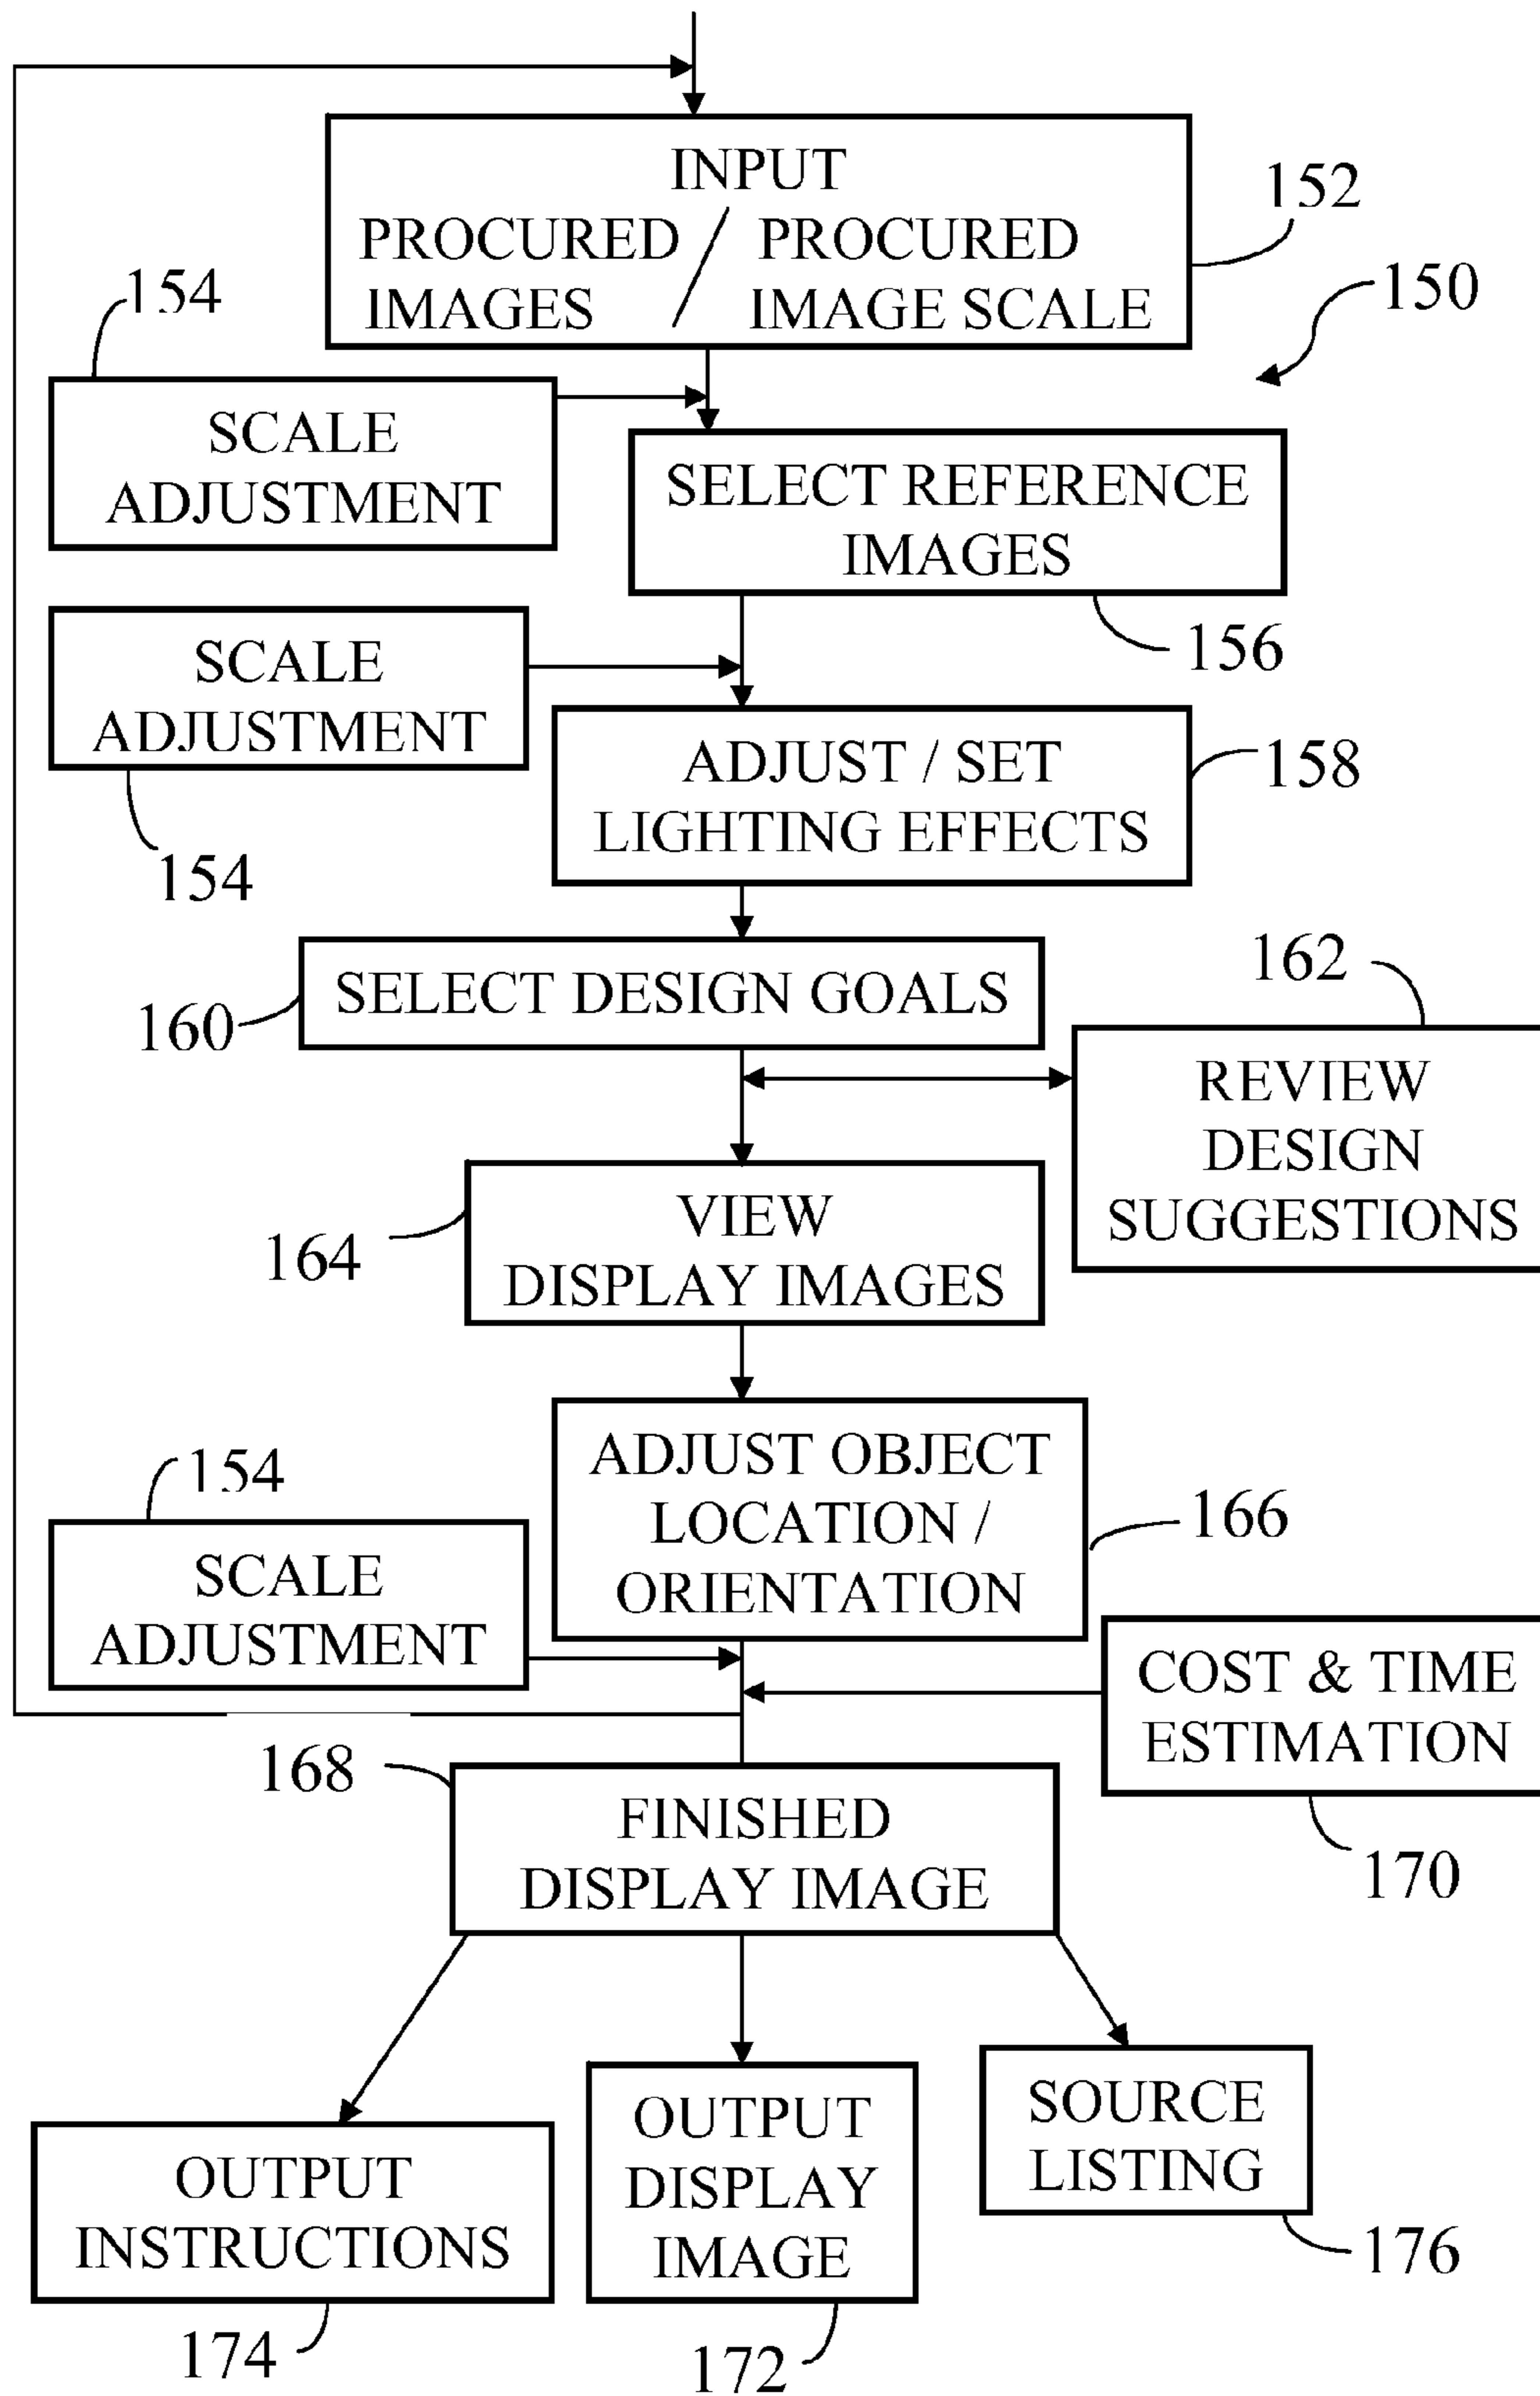 INPUT
PROCURED / PROCURED
IMAGES IMAGE SCALE
152
150
154
SCALE
ADJUSTMENT
SELECT REFERENCE
IMAGES
156
SCALE
ADJUSTMENT
154
ADJUST / SET
LIGHTING EFFECTS
158
SELECT DESIGN GOALS
160
162
REVIEW
DESIGN
SUGGESTIONS
VIEW
DISPLAY IMAGES
164
ADJUST OBJECT
LOCATION /
ORIENTATION
166
154
SCALE
ADJUSTMENT
COST & TIME
ESTIMATION
170
168
FINISHED
DISPLAY IMAGE
OUTPUT
INSTRUCTIONS
174
OUTPUT
DISPLAY
IMAGE
172
SOURCE
LISTING
176